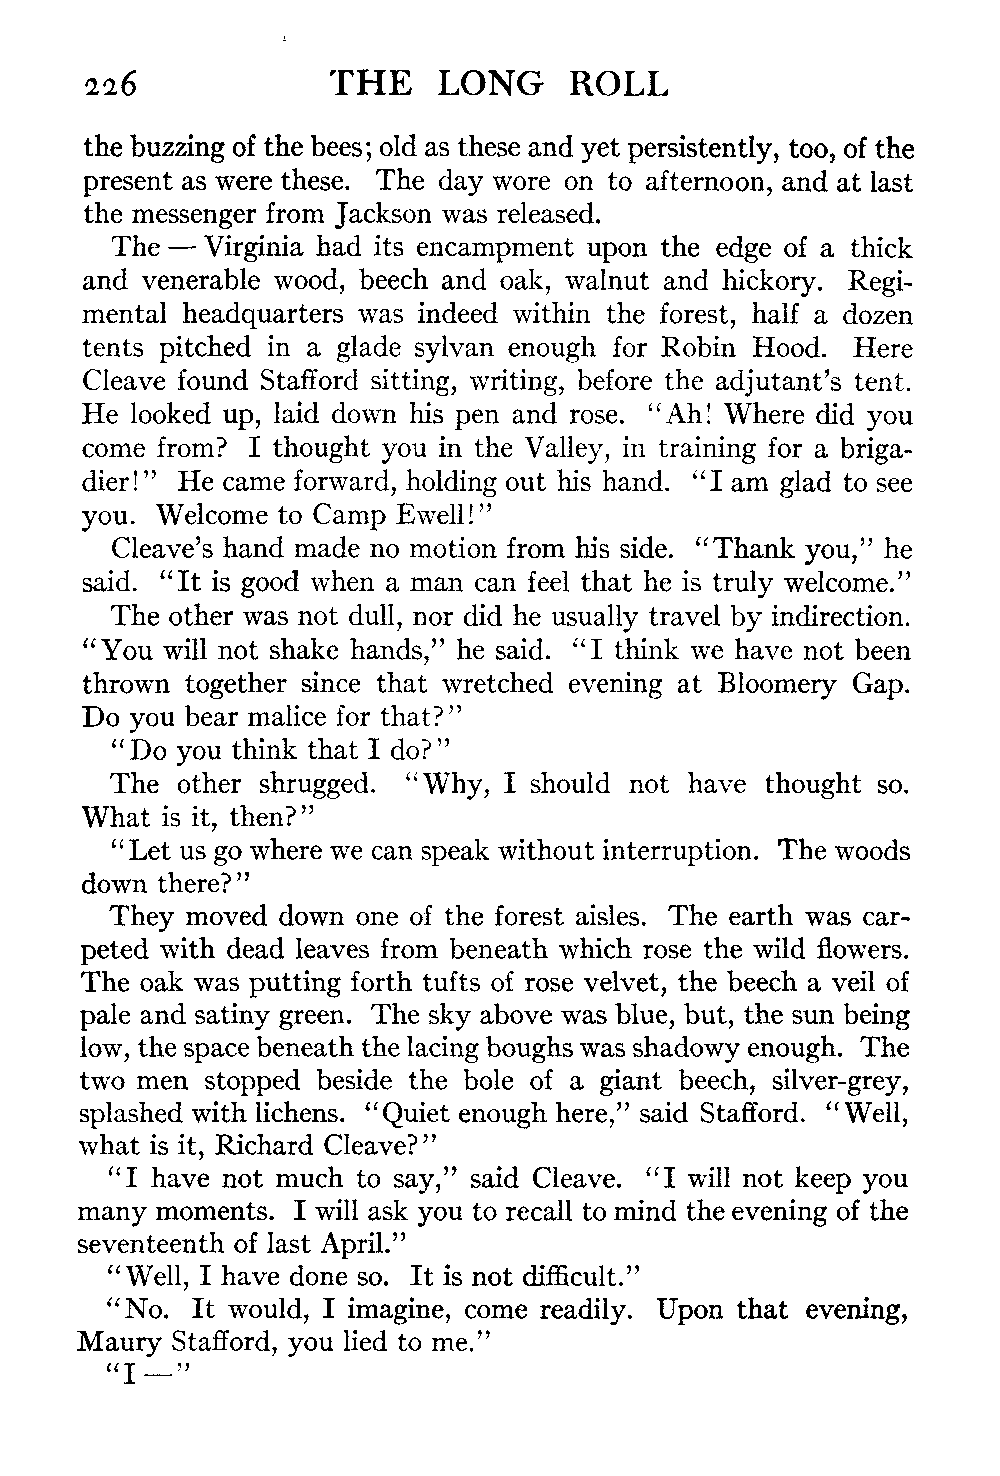 226 THE LONG ROLL
the buzzing of the bees; old as these and yet persistently, too, of the
present as were these. The day wore on to afternoon, and at last
the messenger from Jackson was released.
The — Virginia had its encampment upon the edge of a thick
and venerable wood, beech and oak, walnut and hickory. Regi-
mental headquarters was indeed within the forest, half a dozen
tents pitched in a glade sylvan enough for Robin Hood. Here
Cleave found Stafford sitting, writing, before the adjutant's tent.
He looked up, laid down his pen and rose. "Ah! Where did you
come from? I thought you in the Valley, in training for a briga-
dier!" He came forward, holding out his hand. "I am glad to see
you. Welcome to Camp Ewell!"
Cleave's hand made no motion from his side. "Thank you," he
said. "It is good when a man can feel that he is truly welcome."
The other was not dull, nor did he usually travel by indirection.
"You will not shake hands," he said. "I think we have not been
thrown together since that wretched evening at Bloomery Gap.
Do you bear malice for that?"
"Do you think that I do?"
The other shrugged. "Why, I should not have thought so.
What is it, then?"
"Let us go where we can speak without interruption. The woods
down there?"
They moved down one of the forest aisles. The earth was car-
peted with dead leaves from beneath which rose the wild flowers.
The oak was putting forth tufts of rose velvet, the beech a veil of
pale and satiny green. The sky above was blue, but, the sun being
low, the space beneath the lacing boughs was shadowy enough. The
two men stopped beside the bole of a giant beech, silver-grey,
splashed with lichens. "Quiet enough here," said Stafford. "Well,
what is it, Richard Cleave?"
"I have not much to say," said Cleave. "I will not keep you
many moments. I will ask you to recall to mind the evening of the
seventeenth of last April."
"Well, I have done so. It is not difficult."
"No. It would, I imagine, come readily. Upon that evening,
Maury Stafford, you lied to me."
"I —"